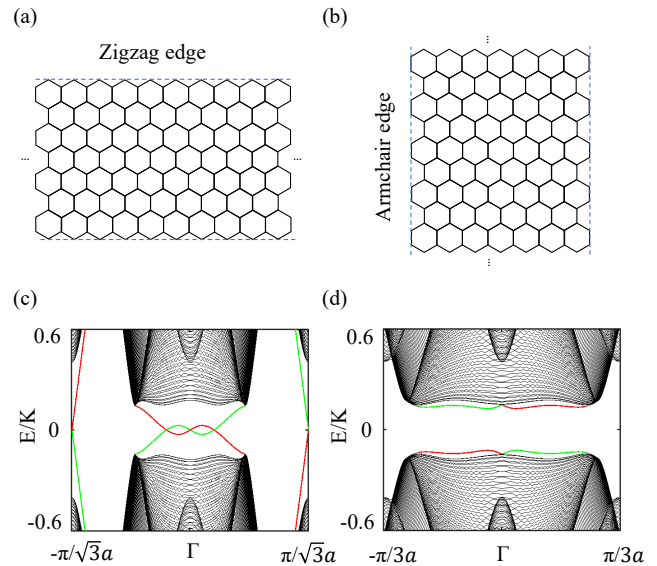 (a)
Zigzag edge
...
...
(b)
...
Armchair edge
...
(c)
0.6
E/K
0
-0.6
-π/√3a
Γ
π/√3a
(d)
0.6
E/K
0
-0.6
-π/3a
Γ
π/3a